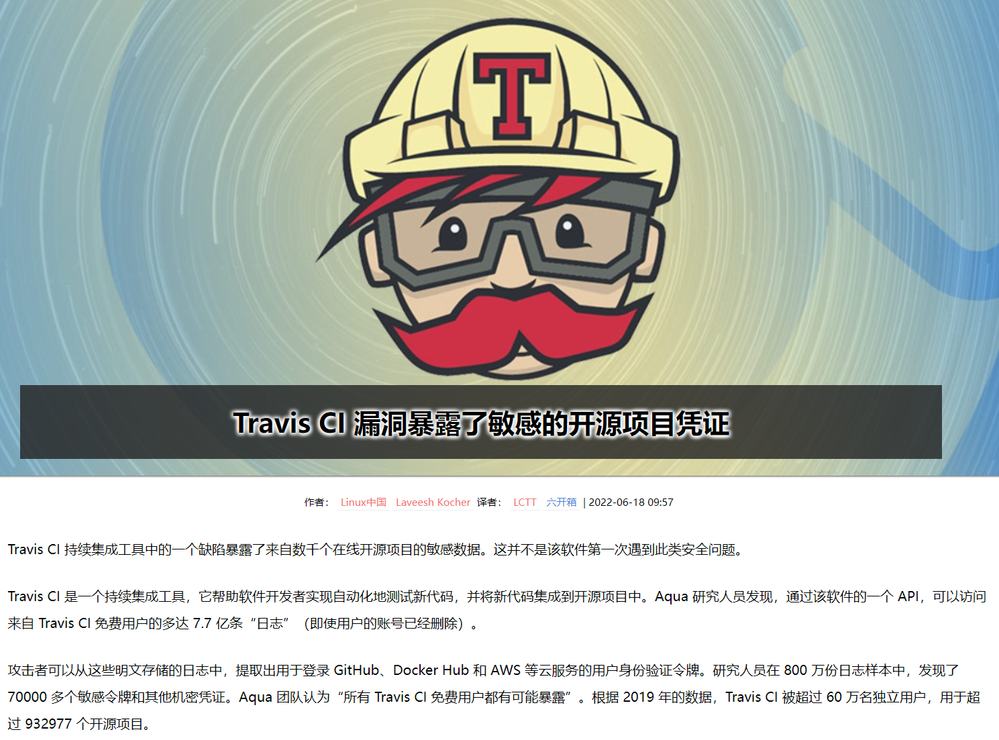 T
Travis CI 漏洞暴露了敏感的开源项目凭证
作者： Linux中国 Laveesh Kocher 译者： LCTT 六开箱 | 2022-06-18 09:57
Travis CI 持续集成工具中的一个缺陷暴露了来自数千个在线开源项目的敏感数据。这并不是该软件第一次遇到此类安全问题。
Travis CI 是一个持续集成工具，它帮助软件开发者实现自动化地测试新代码，并将新代码集成到开源项目中。Aqua 研究人员发现，通过该软件的一个 API，可以访问
来自 Travis CI 免费用户的多达 7.7 亿条“日志”（即使用户的账号已经删除）。
攻击者可以从这些明文存储的日志中，提取出用于登录 GitHub、Docker Hub 和 AWS 等云服务的用户身份验证令牌。研究人员在 800 万份日志样本中，发现了
70000 多个敏感令牌和其他机密凭证。Aqua 团队认为“所有 Travis CI 免费用户都有可能暴露”。根据 2019 年的数据，Travis CI 被超过 60 万名独立用户，用于超
过 932977 个开源项目。